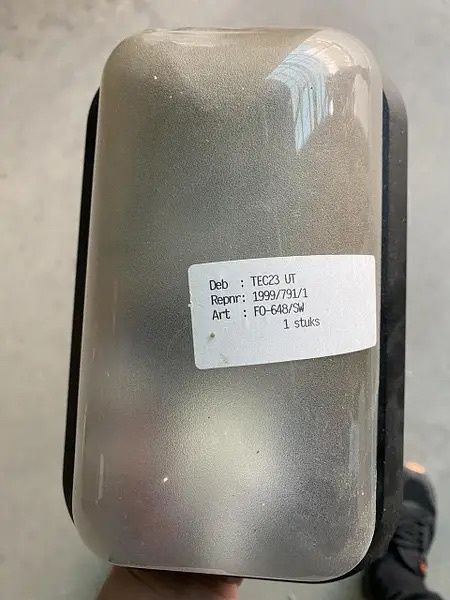 Deb : TEC23 UT
Repnr: 1999/791/1
Art : FO-648/SW
1 stuks